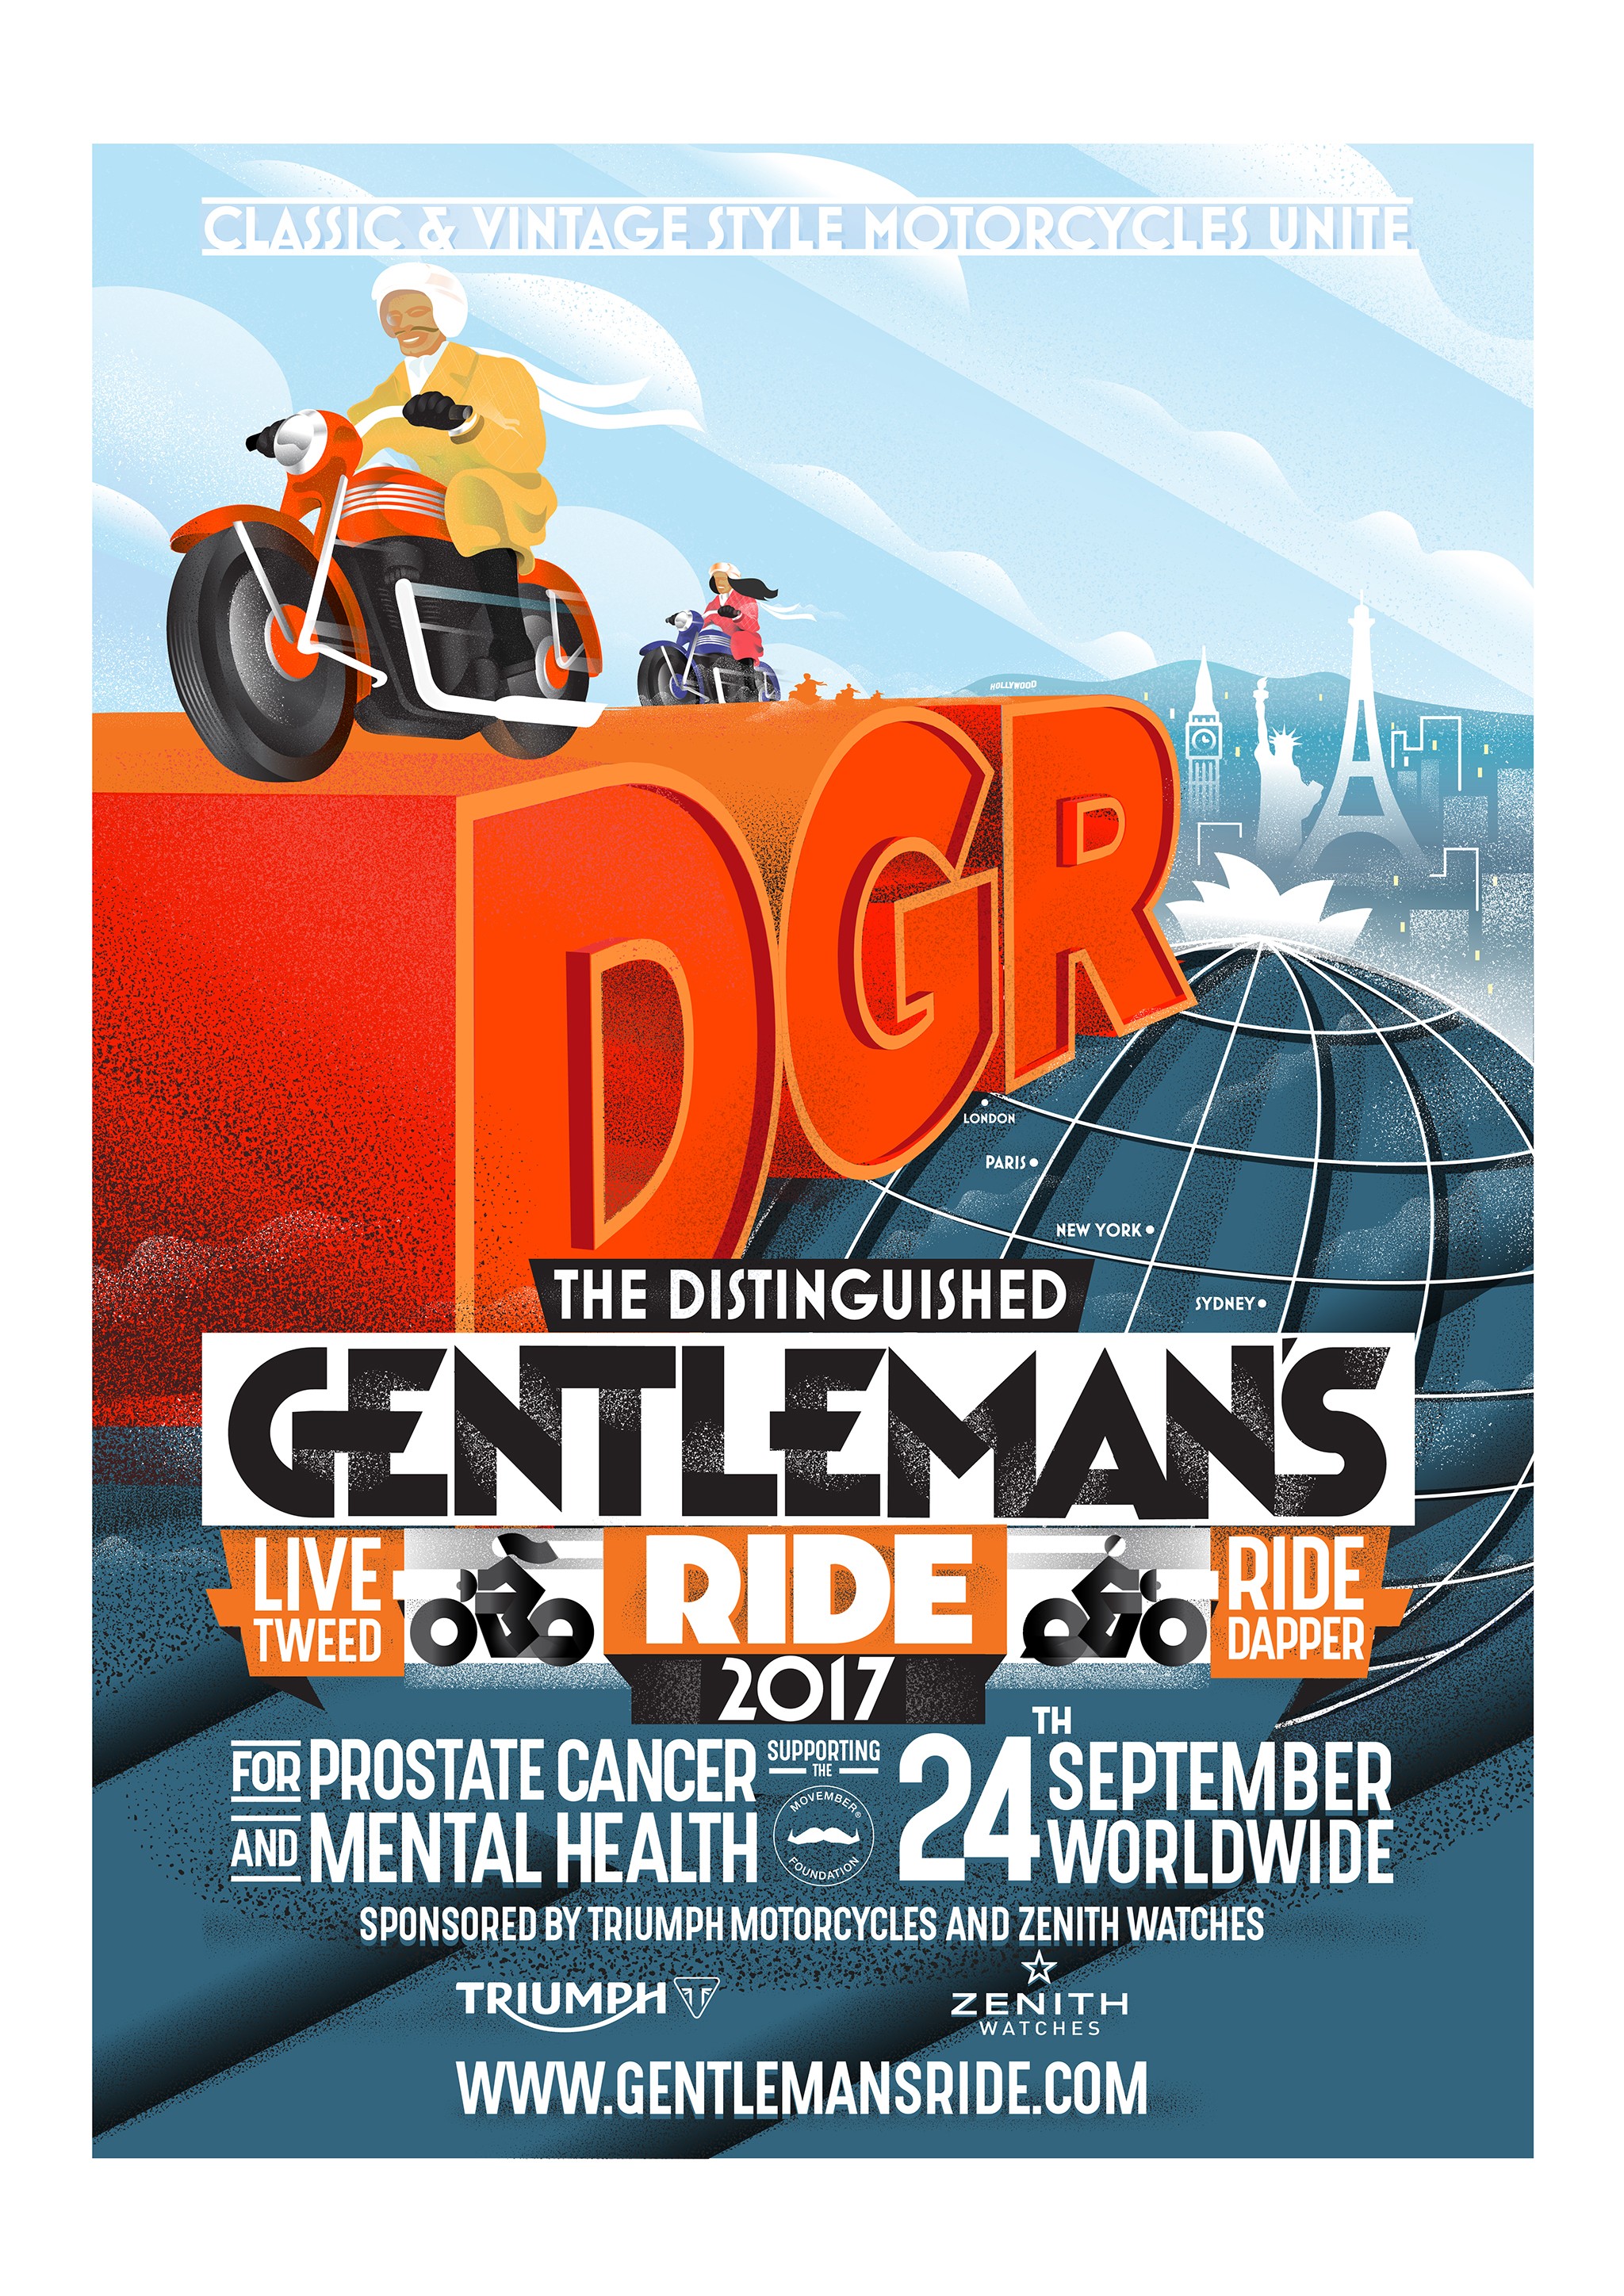 CLASSIC & VINTAGE STYLE MOTORCYCLES UNITE
HOLLYWOOD
DGR
LONDON
PARIS
NEW YORK
SYDNEY
THE DISTINGUISHED
GENTLEMAN'S
LIVE
TWEED
RIDE
RIDE
DAPPER
2017
FOR PROSTATE CANCER
AND MENTAL HEALTH
SUPPORTING
THE
MOVEMBER®
FOUNDATION
24TH SEPTEMBER
WORLDWIDE
SPONSORED BY TRIUMPH MOTORCYCLES AND ZENITH WATCHES
TRIUMPH
ZENITH
WATCHES
WWW.GENTLEMANSRIDE.COM